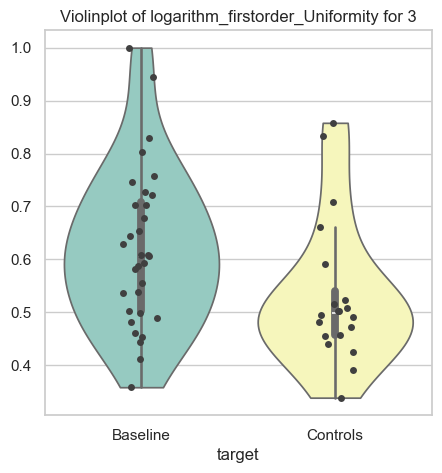 Violinplot of logarithm_firstorder_Uniformity for 3
1.0
0.9
0.8
0.7
0.6
0.5
0.4
Baseline
Controls
target